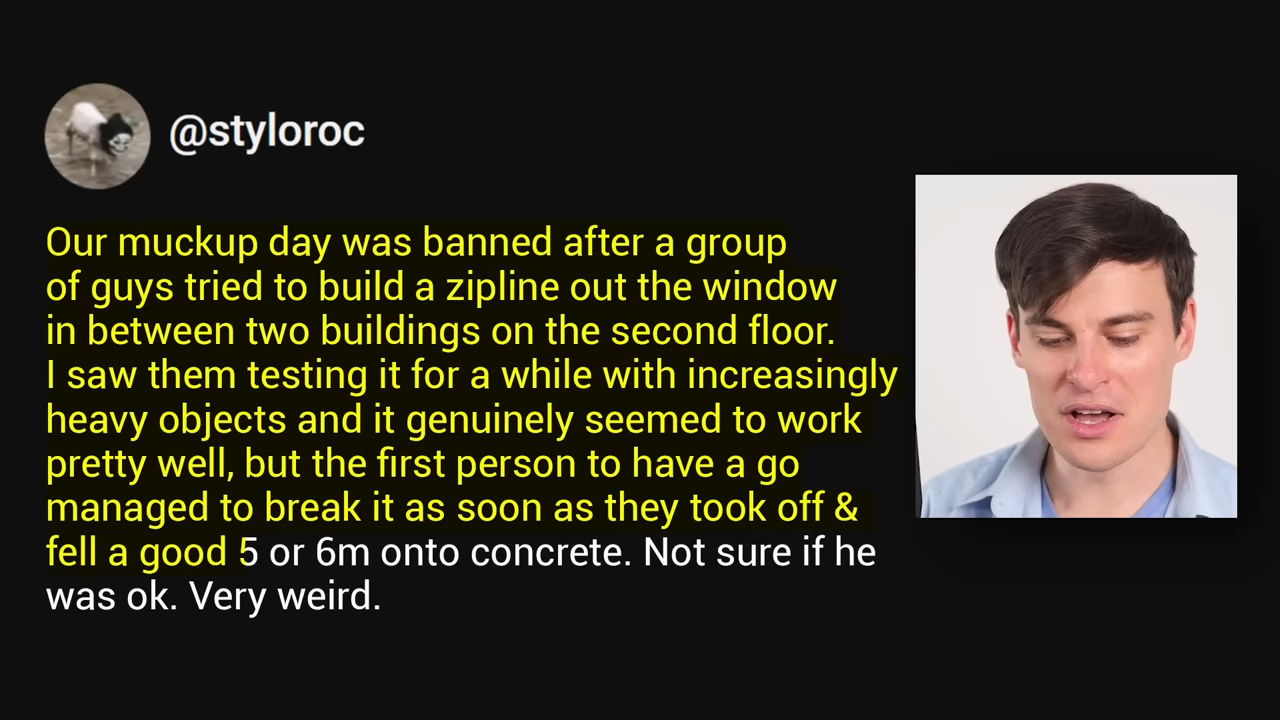 @styloroc
Our muckup day was banned after a group
of guys tried to build a zipline out the window
in between two buildings on the second floor.
I saw them testing it for a while with increasingly
heavy objects and it genuinely seemed to work
pretty well, but the first person to have a go
managed to break it as soon as they took off &
fell a good 5 or 6m onto concrete. Not sure if he
was ok. Very weird.